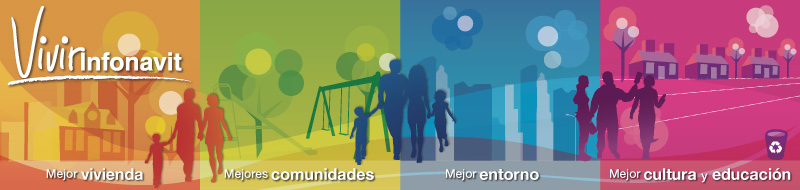 Vivir Infonavit
Mejor vivienda
Mejores comunidades
Mejor entorno
Mejor cultura y educación